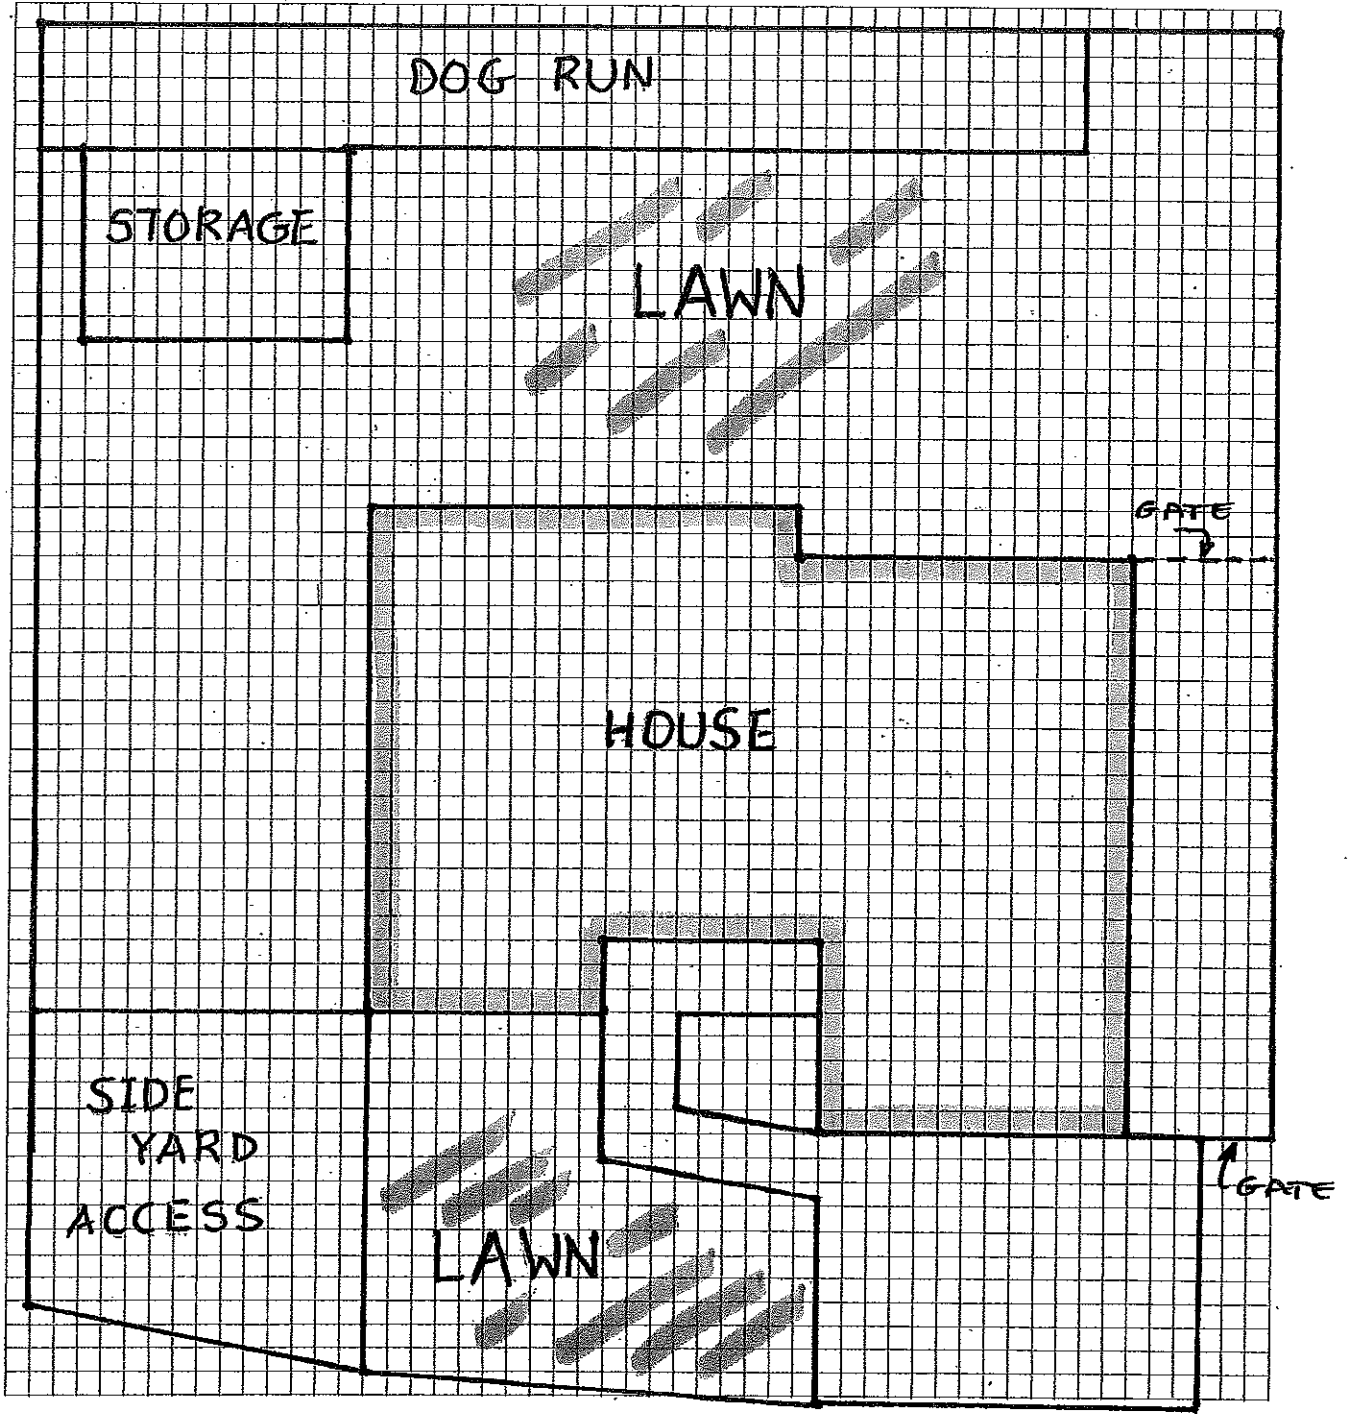 DOG RUN
STORAGE
LAWN
GATE
HOUSE
SIDE
YARD
ACCESS
GATE
LAWN